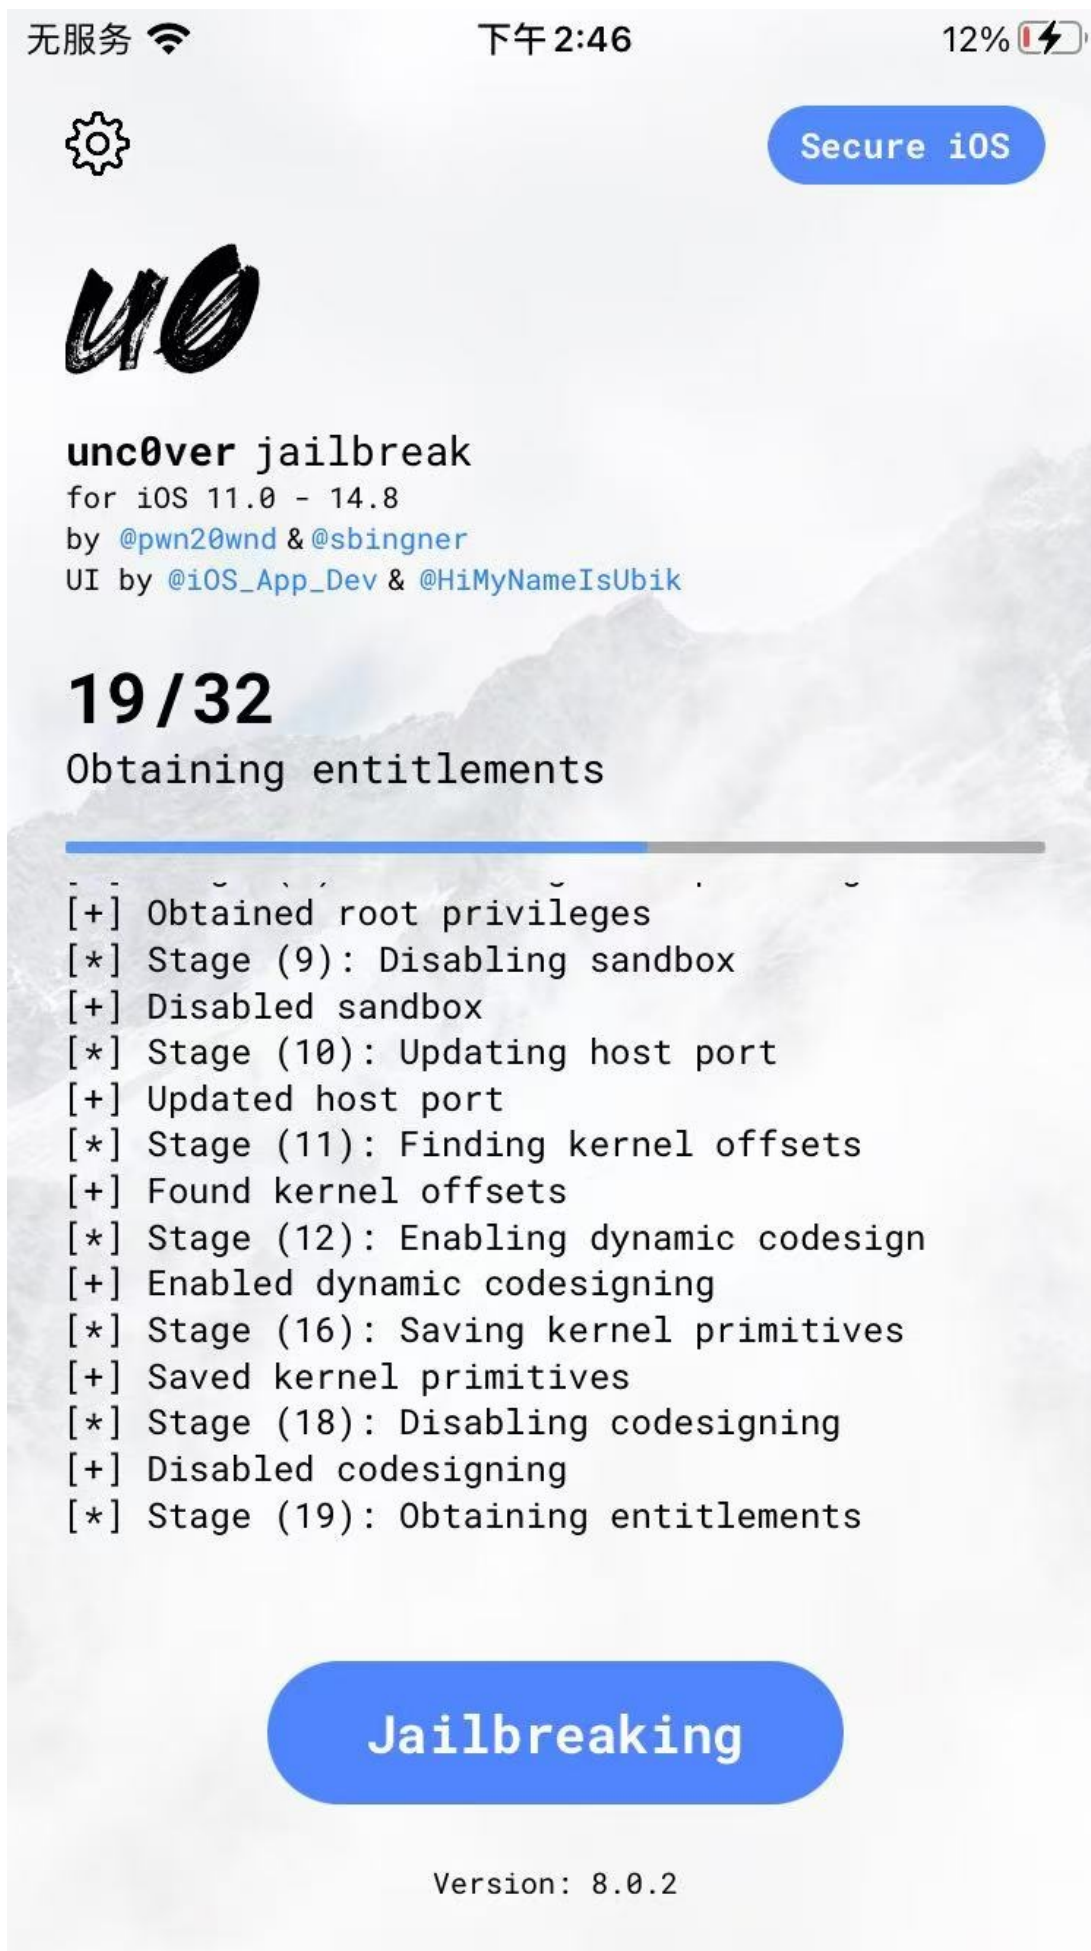 无服务
下午2:46
12%
Secure iOS
u0
unc0ver jailbreak
for iOS 11.0 - 14.8
by @pwn20wnd & @sbingner
UI by @iOS_App_Dev & @HiMyNameIsUbik
19/32
Obtaining entitlements
[+] Obtained root privileges
[*] Stage (9): Disabling sandbox
[+] Disabled sandbox
[*] Stage (10): Updating host port
[+] Updated host port
[*] Stage (11): Finding kernel offsets
[+] Found kernel offsets
[*] Stage (12): Enabling dynamic codesign
[+] Enabled dynamic codesigning
[*] Stage (16): Saving kernel primitives
[+] Saved kernel primitives
[*] Stage (18): Disabling codesigning
[+] Disabled codesigning
[*] Stage (19): Obtaining entitlements
Jailbreaking
Version: 8.0.2